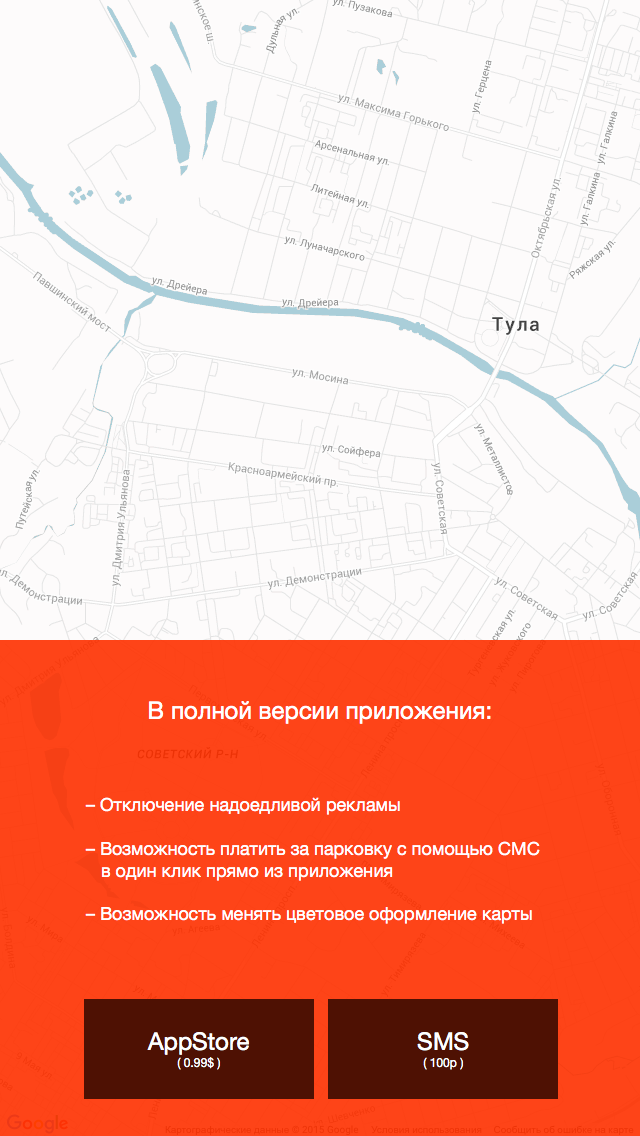 ул. Пузакова
Дульная ул.
ул. Герцена
ул. Максима Горького
ул. Галкина
ул. Галкина
Арсенальная ул.
Литейная ул.
Октябрьская ул.
ул. Луначарского
Ряжская ул.
Павшинский мост
ул. Дрейера
ул. Дрейера
Тула
ул. Мосина
ул. Сойфера
ул. Металлистов
Красноармейский пр.
ул. Советская
Путейская ул.
ул. Дмитрия Ульянова
ул. Демонстрации
ул. Демонстрации
ул. Советская
ул. Советская
В полной версии приложения:
СОВЕТСКИЙ Р-Н
– Отключение надоедливой рекламы
– Возможность платить за парковку с помощью СМС
в один клик прямо из приложения
– Возможность менять цветовое оформление карты
AppStore
( 0.99$ )
SMS
( 100р )
Google
Картографические данные © 2015 Google
Условия использования
Сообщить об ошибке на карте